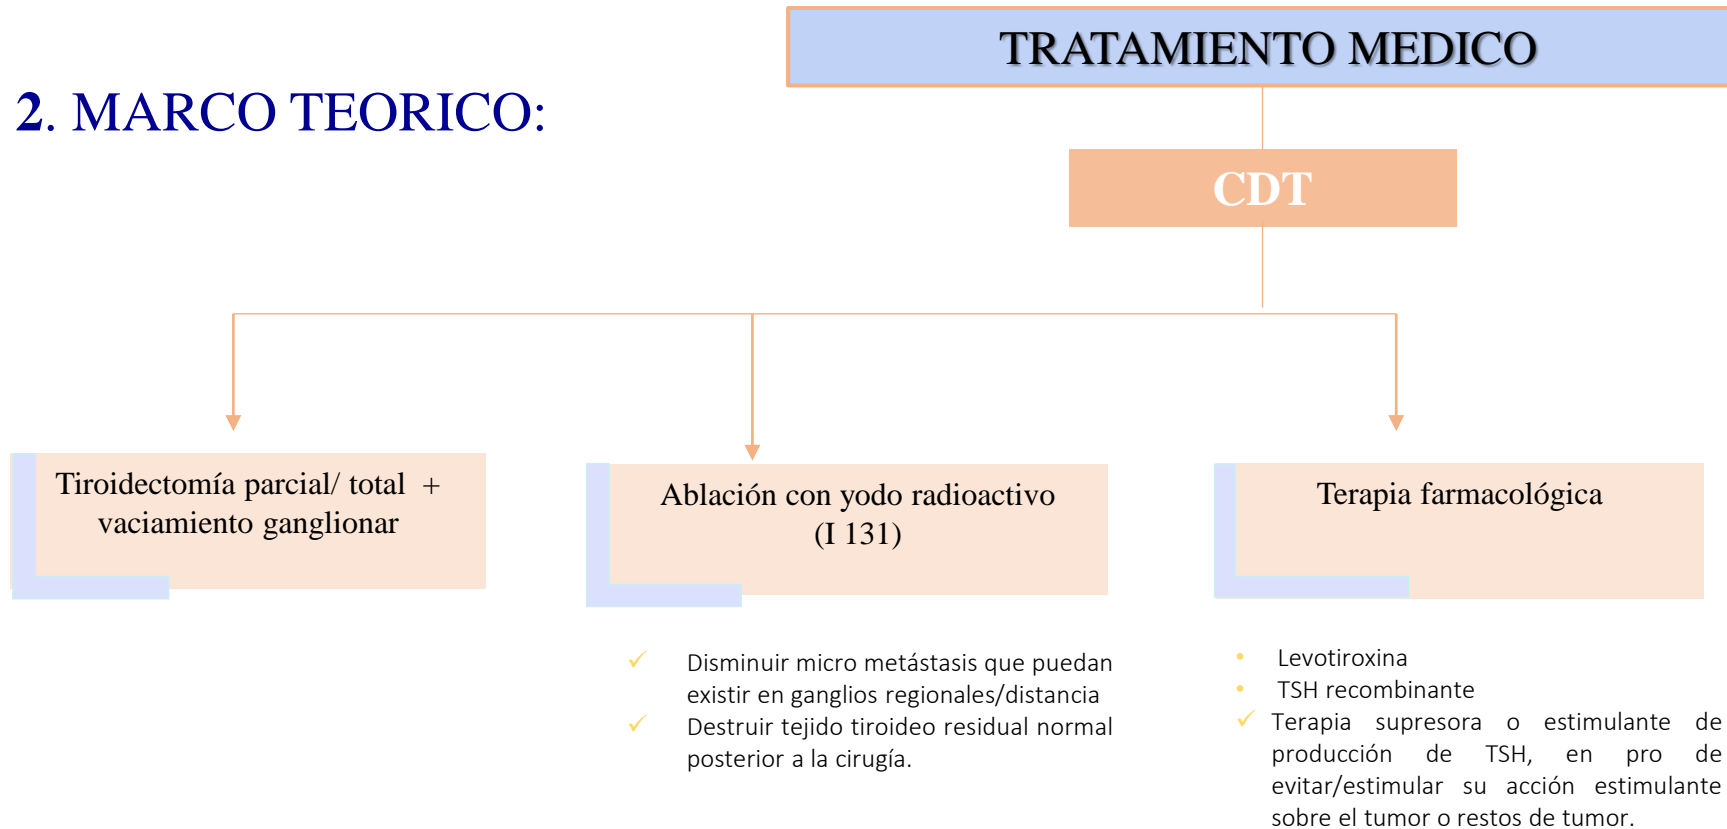 TRATAMIENTO MEDICO
2. MARCO TEORICO:
CDT
Tiroidectomía parcial/ total +
vaciamiento ganglionar
Ablación con yodo radioactivo
(I 131)
Terapia farmacológica
✓ Disminuir micro metástasis que puedan
existir en ganglios regionales/distancia
✓ Destruir tejido tiroideo residual normal
posterior a la cirugía.
• Levotiroxina
• TSH recombinante
✓ Terapia supresora o estimulante de
producción de TSH, en pro de
evitar/estimular su acción estimulante
sobre el tumor o restos de tumor.